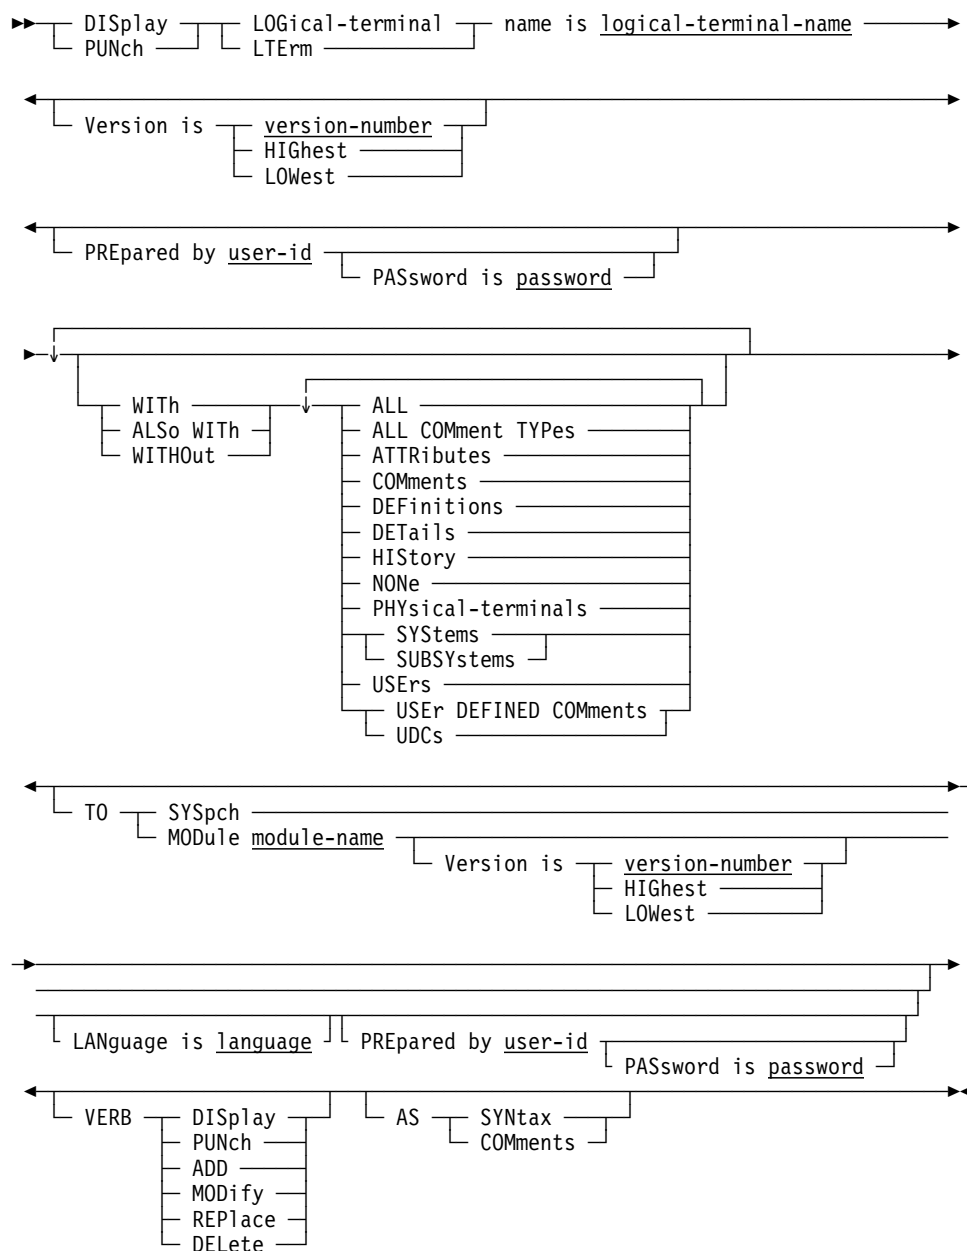 DISplay LOGical-terminal name is logical-terminal-name
PUNch LTErm
Version is version-number
HIGhest
LOWest
PREpared by user-id
PASsword is password
WITh ALL
ALSo WITh ALL COMment TYPes
WITHOut ATTRibutes
COMments
DEFinitions
DETails
HIStory
NONe
PHYsical-terminals
SYStems
SUBSYstems
USErs
USEr DEFINED COMments
UDCs
TO SYSpch
MODule module-name
Version is version-number
HIGhest
LOWest
LANguage is language PREpared by user-id
PASsword is password
VERB DISplay AS SYNtax
PUNch COMments
ADD
MODify
REPlace
DELete